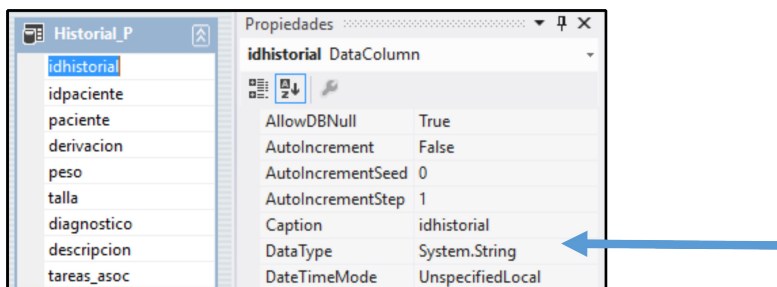 Historial_P
idhistorial
idpaciente
paciente
derivacion
peso
talla
diagnostico
descripcion
tareas_asoc
Propiedades
idhistorial DataColumn
AllowDBNull True
AutoIncrement False
AutoIncrementSeed 0
AutoIncrementStep 1
Caption idhistorial
DataType System.String
DateTimeMode UnspecifiedLocal